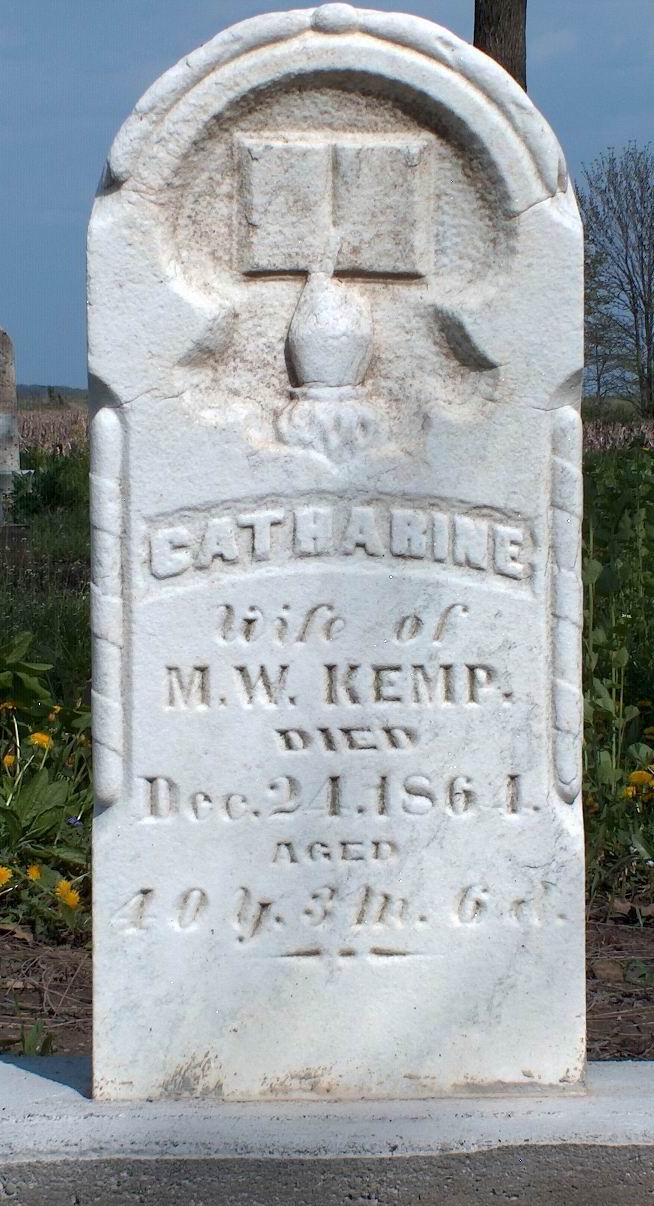 CATHARINE
Wife of
M. W. KEMP.
DIED
Dec. 24. 1864.
AGED
40 y. 3 m. 6 d.